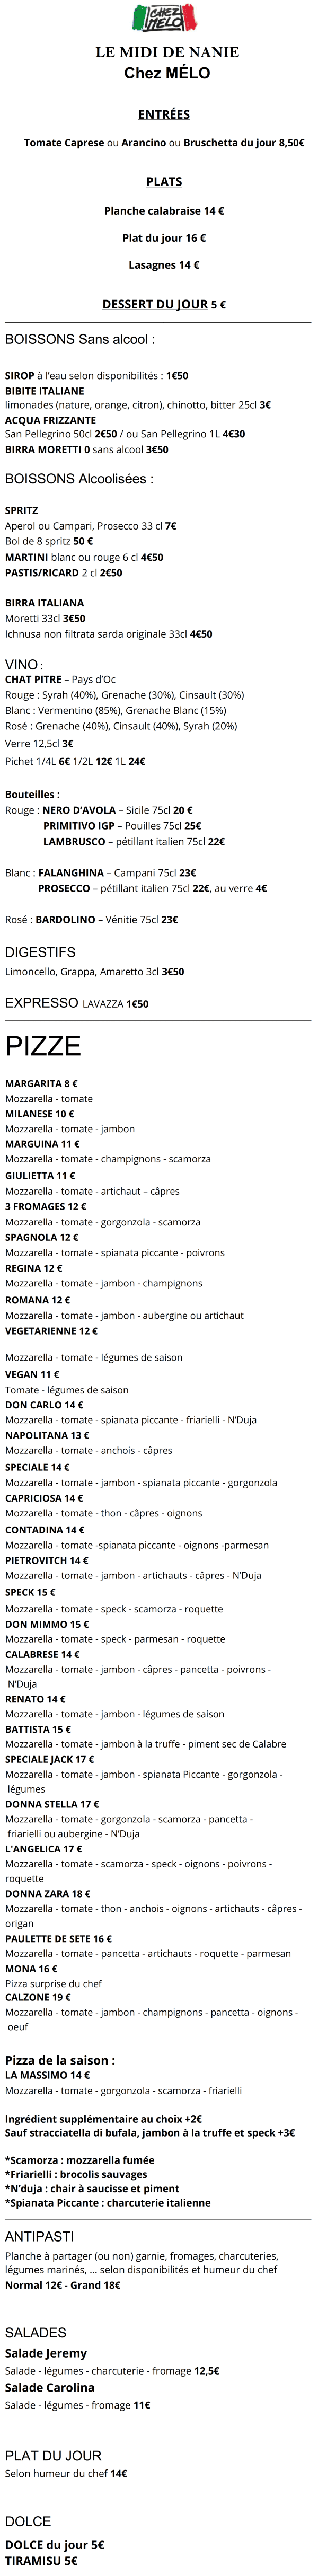 CHEZ
MÉLO
LE MIDI DE NANIE
Chez MÉLO
ENTRÉES
Tomate Caprese ou Arancino ou Bruschetta du jour 8,50€
PLATS
Planche calabraise 14 €
Plat du jour 16 €
Lasagnes 14 €
DESSERT DU JOUR 5 €
BOISSONS Sans alcool :
SIROP à l’eau selon disponibilités : 1€50
BIBITE ITALIANE
limonades (nature, orange, citron), chinotto, bitter 25cl 3€
ACQUA FRIZZANTE
San Pellegrino 50cl 2€50 / ou San Pellegrino 1L 4€30
BIRRA MORETTI 0 sans alcool 3€50
BOISSONS Alcoolisées :
SPRITZ
Aperol ou Campari, Prosecco 33 cl 7€
Bol de 8 spritz 50 €
MARTINI blanc ou rouge 6 cl 4€50
PASTIS/RICARD 2 cl 2€50
BIRRA ITALIANA
Moretti 33cl 3€50
Ichnusa non filtrata sarda originale 33cl 4€50
VINO :
CHAT PITRE – Pays d’Oc
Rouge : Syrah (40%), Grenache (30%), Cinsault (30%)
Blanc : Vermentino (85%), Grenache Blanc (15%)
Rosé : Grenache (40%), Cinsault (40%), Syrah (20%)
Verre 12,5cl 3€
Pichet 1/4L 6€ 1/2L 12€ 1L 24€
Bouteilles :
Rouge : NERO D’AVOLA – Sicile 75cl 20 €
PRIMITIVO IGP – Pouilles 75cl 25€
LAMBRUSCO – pétillant italien 75cl 22€
Blanc : FALANGHINA – Campani 75cl 23€
PROSECCO – pétillant italien 75cl 22€, au verre 4€
Rosé : BARDOLINO – Vénitie 75cl 23€
DIGESTIFS
Limoncello, Grappa, Amaretto 3cl 3€50
EXPRESSO LAVAZZA 1€50
PIZZE
MARGARITA 8 €
Mozzarella - tomate
MILANESE 10 €
Mozzarella - tomate - jambon
MARGUINA 11 €
Mozzarella - tomate - champignons - scamorza
GIULIETTA 11 €
Mozzarella - tomate - artichaut – câpres
3 FROMAGES 12 €
Mozzarella - tomate - gorgonzola - scamorza
SPAGNOLA 12 €
Mozzarella - tomate - spianata piccante - poivrons
REGINA 12 €
Mozzarella - tomate - jambon - champignons
ROMANA 12 €
Mozzarella - tomate - jambon - aubergine ou artichaut
VEGETARIENNE 12 €
Mozzarella - tomate - légumes de saison
VEGAN 11 €
Tomate - légumes de saison
DON CARLO 14 €
Mozzarella - tomate - spianata piccante - friarielli - N’Duja
NAPOLITANA 13 €
Mozzarella - tomate - anchois - câpres
SPECIALE 14 €
Mozzarella - tomate - jambon - spianata piccante - gorgonzola
CAPRICIOSA 14 €
Mozzarella - tomate - thon - câpres - oignons
CONTADINA 14 €
Mozzarella - tomate -spianata piccante - oignons -parmesan
PIETROVITCH 14 €
Mozzarella - tomate - jambon - artichauts - câpres - N’Duja
SPECK 15 €
Mozzarella - tomate - speck - scamorza - roquette
DON MIMMO 15 €
Mozzarella - tomate - speck - parmesan - roquette
CALABRESE 14 €
Mozzarella - tomate - jambon - câpres - pancetta - poivrons -
N’Duja
RENATO 14 €
Mozzarella - tomate - jambon - légumes de saison
BATTISTA 15 €
Mozzarella - tomate - jambon à la truffe - piment sec de Calabre
SPECIALE JACK 17 €
Mozzarella - tomate - jambon - spianata Piccante - gorgonzola -
légumes
DONNA STELLA 17 €
Mozzarella - tomate - gorgonzola - scamorza - pancetta -
friarielli ou aubergine - N’Duja
L'ANGELICA 17 €
Mozzarella - tomate - scamorza - speck - oignons - poivrons -
roquette
DONNA ZARA 18 €
Mozzarella - tomate - thon - anchois - oignons - artichauts - câpres -
origan
PAULETTE DE SETE 16 €
Mozzarella - tomate - pancetta - artichauts - roquette - parmesan
MONA 16 €
Pizza surprise du chef
CALZONE 19 €
Mozzarella - tomate - jambon - champignons - pancetta - oignons -
oeuf
Pizza de la saison :
LA MASSIMO 14 €
Mozzarella - tomate - gorgonzola - scamorza - friarielli
Ingrédient supplémentaire au choix +2€
Sauf stracciatella di bufala, jambon à la truffe et speck +3€
*Scamorza : mozzarella fumée
*Friarielli : brocolis sauvages
*N’duja : chair à saucisse et piment
*Spianata Piccante : charcuterie italienne
ANTIPASTI
Planche à partager (ou non) garnie, fromages, charcuteries,
légumes marinés, ... selon disponibilités et humeur du chef
Normal 12€ - Grand 18€
SALADES
Salade Jeremy
Salade - légumes - charcuterie - fromage 12,5€
Salade Carolina
Salade - légumes - fromage 11€
PLAT DU JOUR
Selon humeur du chef 14€
DOLCE
DOLCE du jour 5€
TIRAMISU 5€